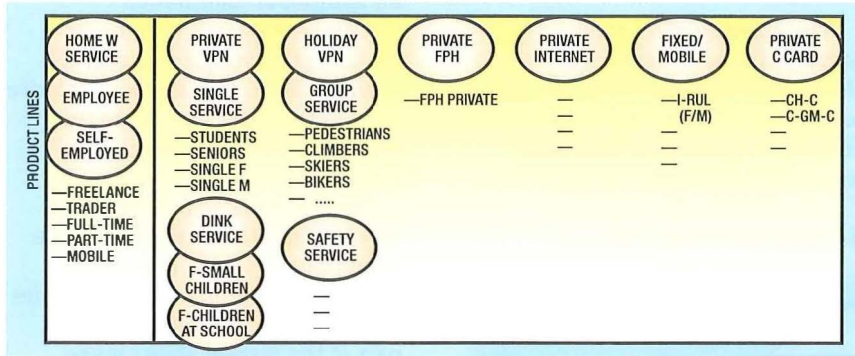 PRODUCT LINES
HOME W
SERVICE
EMPLOYEE
SELF-
EMPLOYED
—FREELANCE
—TRADER
—FULL-TIME
—PART-TIME
—MOBILE
PRIVATE
VPN
SINGLE
SERVICE
—STUDENTS
—SENIORS
—SINGLE F
—SINGLE M
DINK
SERVICE
F-SMALL
CHILDREN
F-CHILDREN
AT SCHOOL
HOLIDAY
VPN
GROUP
SERVICE
—PEDESTRIANS
—CLIMBERS
—SKIERS
—BIKERS
— .....
SAFETY
SERVICE
—
—
—
PRIVATE
FPH
—FPH PRIVATE
PRIVATE
INTERNET
—
—
—
—
FIXED/
MOBILE
—I-RUL
(F/M)
—
—
—
PRIVATE
C CARD
—CH-C
—C-GM-C
—
—